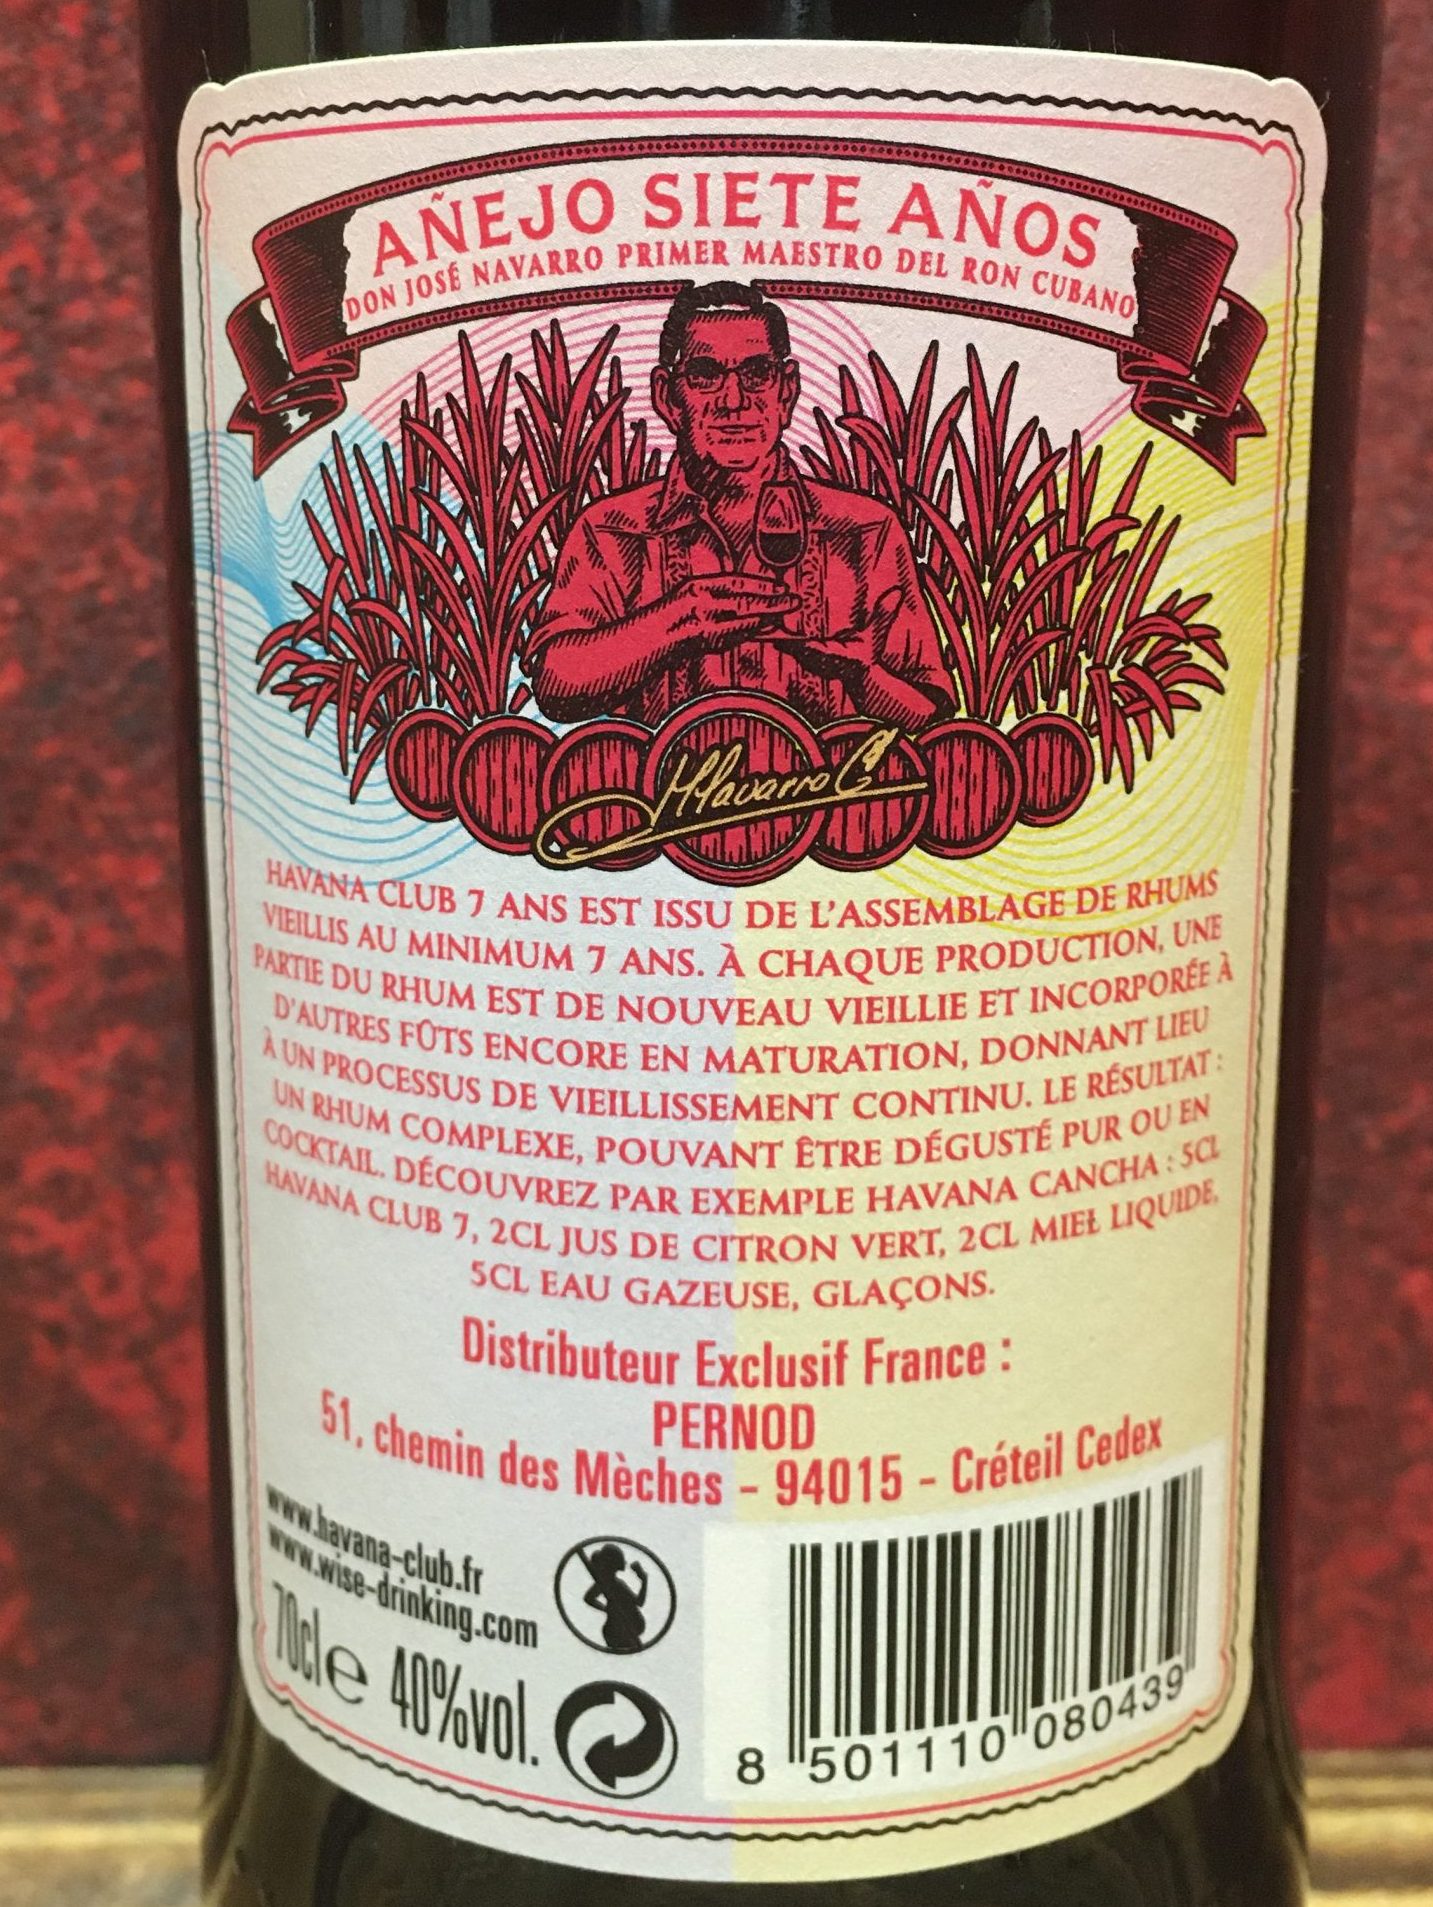 AÑEJO SIETE AÑOS
DON JOSÉ NAVARRO PRIMER MAESTRO DEL RON CUBANO
HAVANA CLUB 7 ANS EST ISSU DE L'ASSEMBLAGE DE RHUMS
VIEILLIS AU MINIMUM 7 ANS. À CHAQUE PRODUCTION, UNE
PARTIE DU RHUM EST DE NOUVEAU VIEILLIE ET INCORPORÉE À
D'AUTRES FÛTS ENCORE EN MATURATION, DONNANT LIEU
À UN PROCESSUS DE VIEILLISSEMENT CONTINU. LE RÉSULTAT :
UN RHUM COMPLEXE, POUVANT ÊTRE DÉGUSTÉ PUR OU EN
COCKTAIL. DÉCOUVREZ PAR EXEMPLE HAVANA CANCHA : 5CL
HAVANA CLUB 7, 2CL JUS DE CITRON VERT, 2CL MIEŁ LIQUIDE,
5CL EAU GAZEUSE, GLAÇONS.
Distributeur Exclusif France :
PERNOD
51, chemin des Mèches - 94015 - Créteil Cedex
www.havana-club.fr
www.wise-drinking.com
70cl e 40%vol.
8 501110 080439